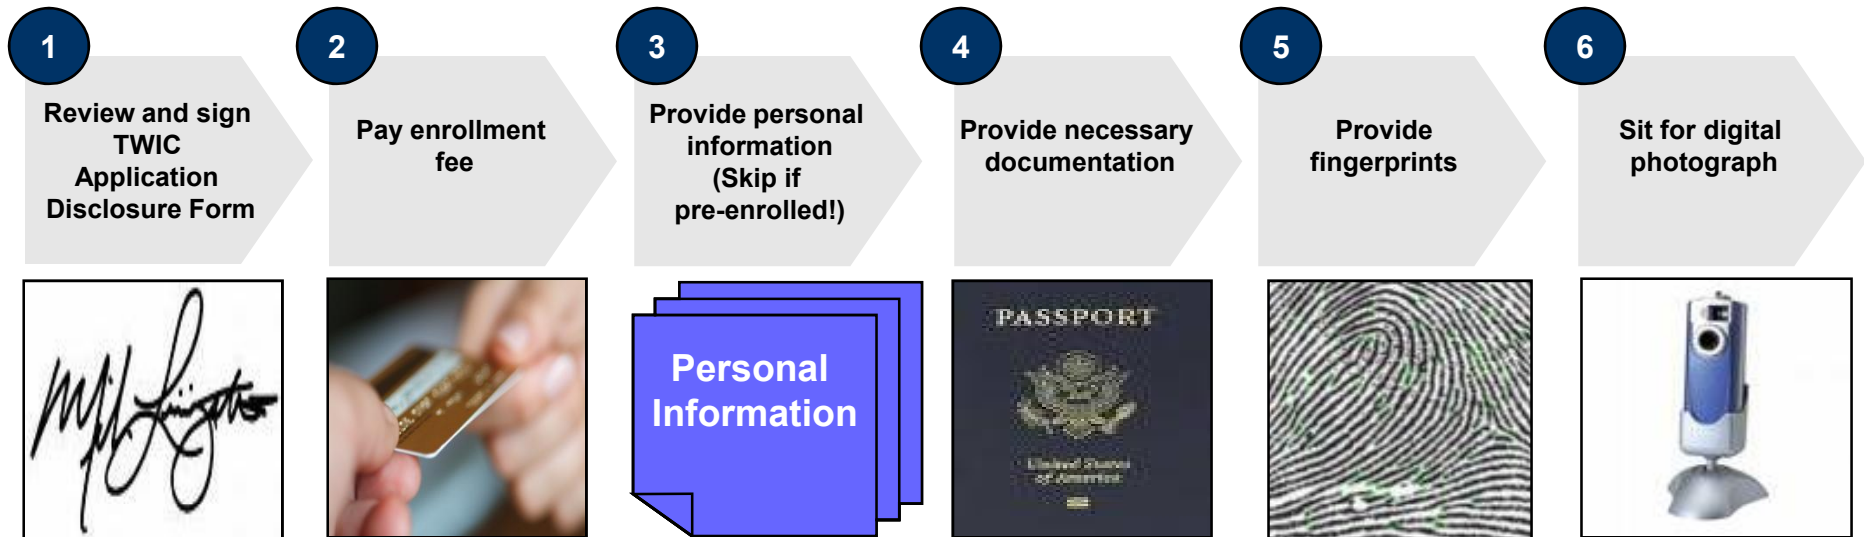 1
Review and sign
TWIC
Application
Disclosure Form
2
Pay enrollment
fee
3
Provide personal
information
(Skip if
pre-enrolled!)
4
Provide necessary
documentation
5
Provide
fingerprints
6
Sit for digital
photograph
Personal
Information
PASSPORT
United States
of America